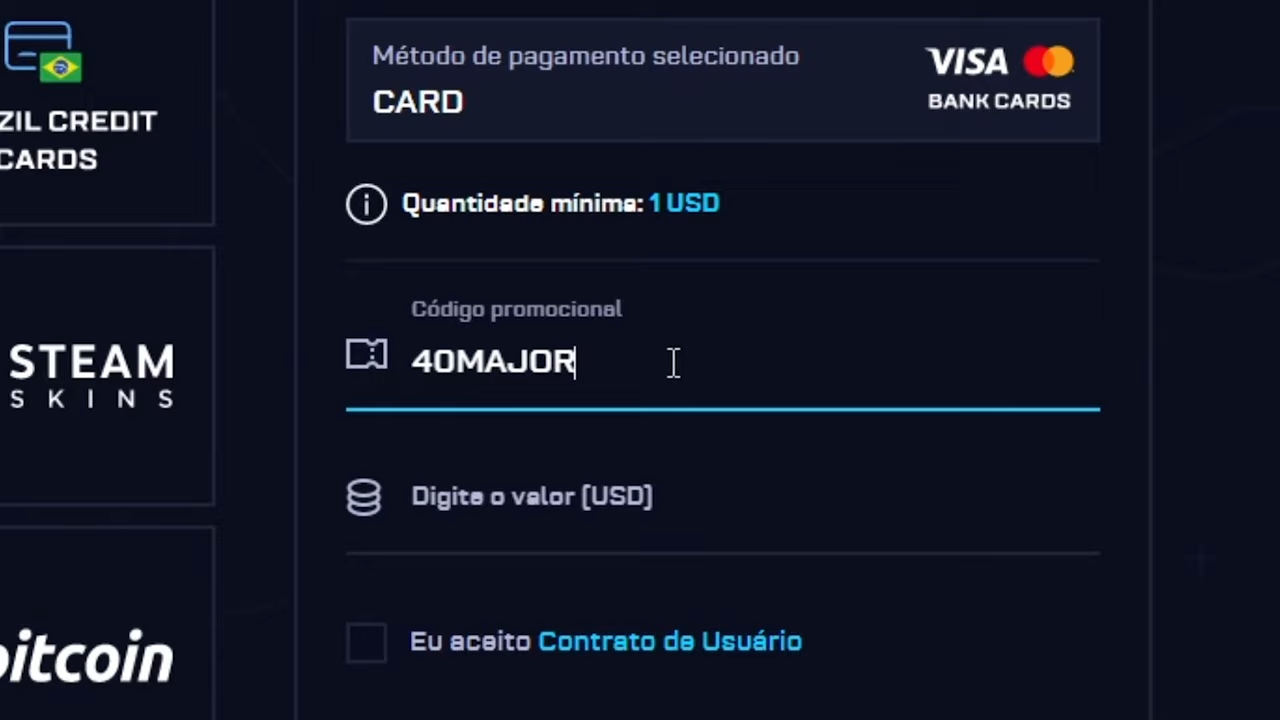 ZIL CREDIT
CARDS
STEAM
SKINS
bitcoin
Método de pagamento selecionado
CARD
VISA
BANK CARDS
Quantidade mínima: 1 USD
Código promocional
40MAJOR
Digite o valor [USD]
Eu aceito Contrato de Usuário